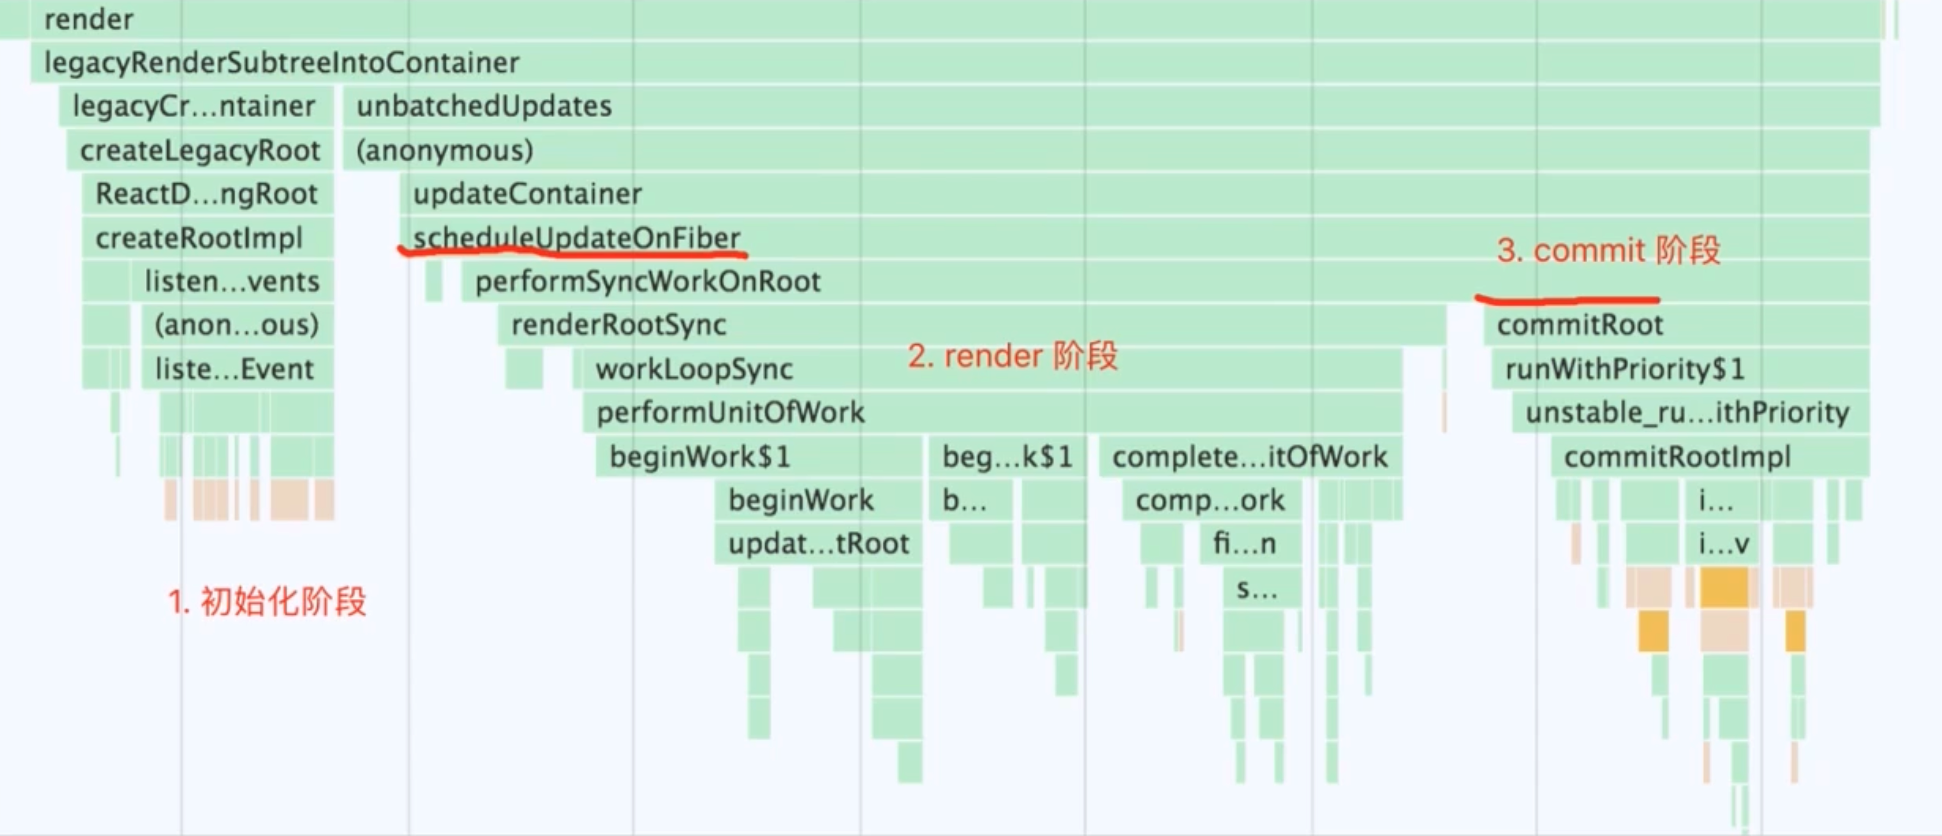 render
legacyRenderSubtreeIntoContainer
legacyCr...ntainer unbatchedUpdates
createLegacyRoot (anonymous)
ReactD...ngRoot updateContainer
createRootImpl scheduleUpdateOnFiber
3. commit 阶段
listen...vents performSyncWorkOnRoot
(anon...ous) renderRootSync commitRoot
2. render 阶段
liste...Event workLoopSync runWithPriority$1
performUnitOfWork unstable_ru...ithPriority
beginWork$1 beg...k$1 complete...itOfWork commitRootImpl
beginWork b... comp...ork i...
updat...tRoot fi...n i...v
s...
1. 初始化阶段